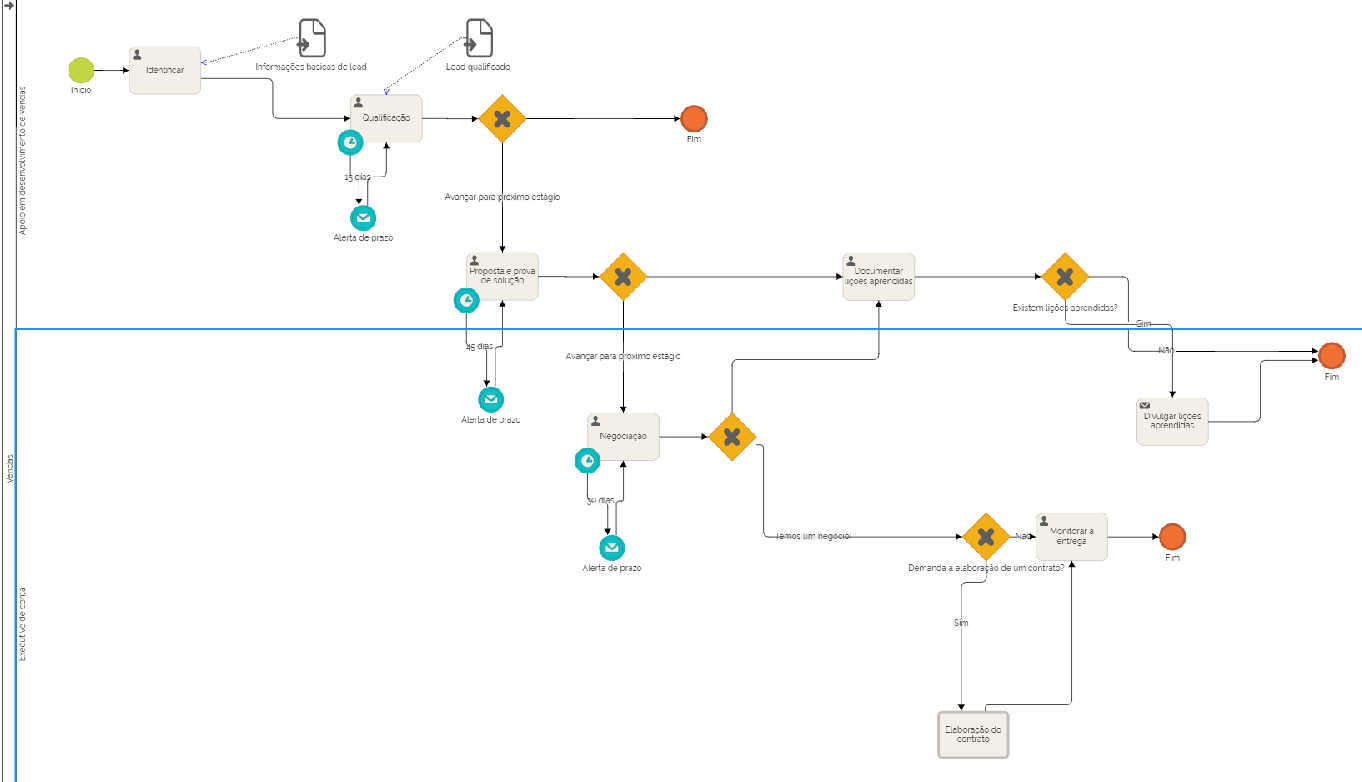 Informações básicas do lead
Lead qualificado
Identificar
Início
Qualificação
Fim
15 dias
Avançar para próximo estágio
Alerta de prazo
Apoio em desenvolvimento de vendas
Proposta e prova
de solução
Documentar
lições aprendidas
Existem lições aprendidas?
Sim
45 dias
Avançar para próximo estágio
Não
Fim
Alerta de prazo
Divulgar lições
aprendidas
Negociação
Vendas
30 dias
Temos um negócio!
Não
Monitorar a
entrega
Fim
Alerta de prazo
Demanda a elaboração de um contrato?
Executivo de conta
Sim
Elaboração do
contrato